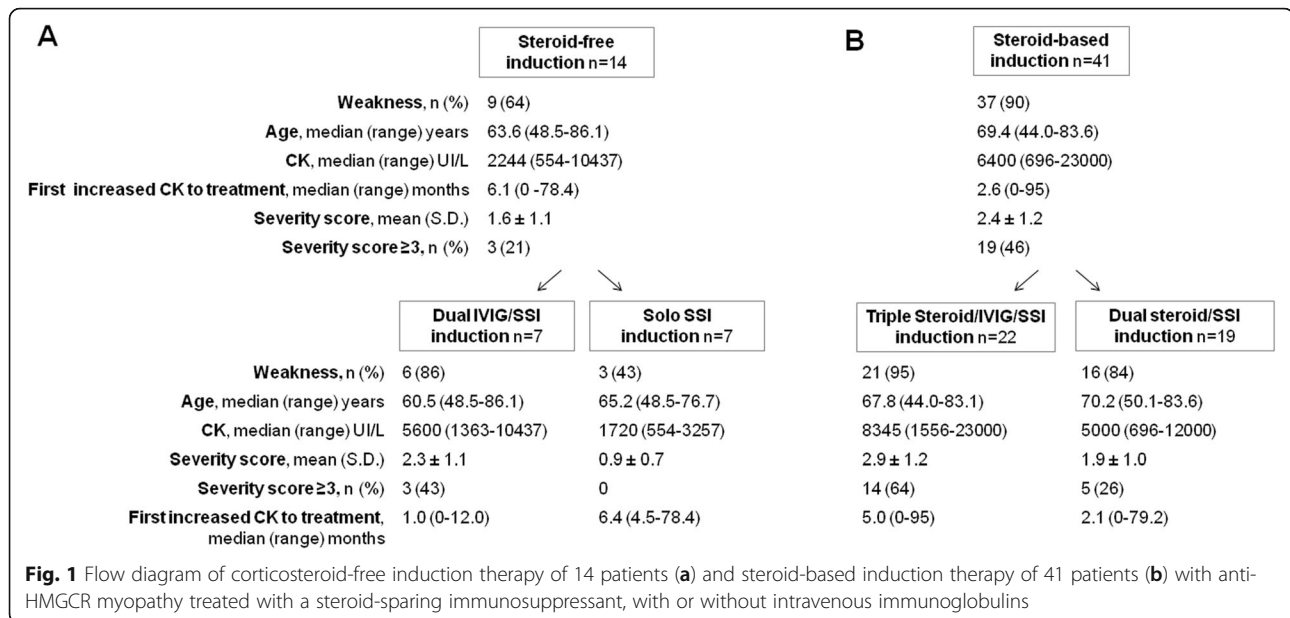 A
Steroid-free
induction n=14
Weakness, n (%) 9 (64)
Age, median (range) years 63.6 (48.5-86.1)
CK, median (range) UI/L 2244 (554-10437)
First increased CK to treatment, median (range) months 6.1 (0 -78.4)
Severity score, mean (S.D.) 1.6 ± 1.1
Severity score ≥3, n (%) 3 (21)
Dual IVIG/SSI
induction n=7
Solo SSI
induction n=7
Weakness, n (%) 6 (86) 3 (43)
Age, median (range) years 60.5 (48.5-86.1) 65.2 (48.5-76.7)
CK, median (range) UI/L 5600 (1363-10437) 1720 (554-3257)
Severity score, mean (S.D.) 2.3 ± 1.1 0.9 ± 0.7
Severity score ≥3, n (%) 3 (43) 0
First increased CK to treatment, 1.0 (0-12.0) 6.4 (4.5-78.4)
median (range) months
B
Steroid-based
induction n=41
37 (90)
69.4 (44.0-83.6)
6400 (696-23000)
2.6 (0-95)
2.4 ± 1.2
19 (46)
Triple Steroid/IVIG/SSI
induction n=22
Dual steroid/SSI
induction n=19
21 (95) 16 (84)
67.8 (44.0-83.1) 70.2 (50.1-83.6)
8345 (1556-23000) 5000 (696-12000)
2.9 ± 1.2 1.9 ± 1.0
14 (64) 5 (26)
5.0 (0-95) 2.1 (0-79.2)
Fig. 1 Flow diagram of corticosteroid-free induction therapy of 14 patients (a) and steroid-based induction therapy of 41 patients (b) with anti-
HMGCR myopathy treated with a steroid-sparing immunosuppressant, with or without intravenous immunoglobulins